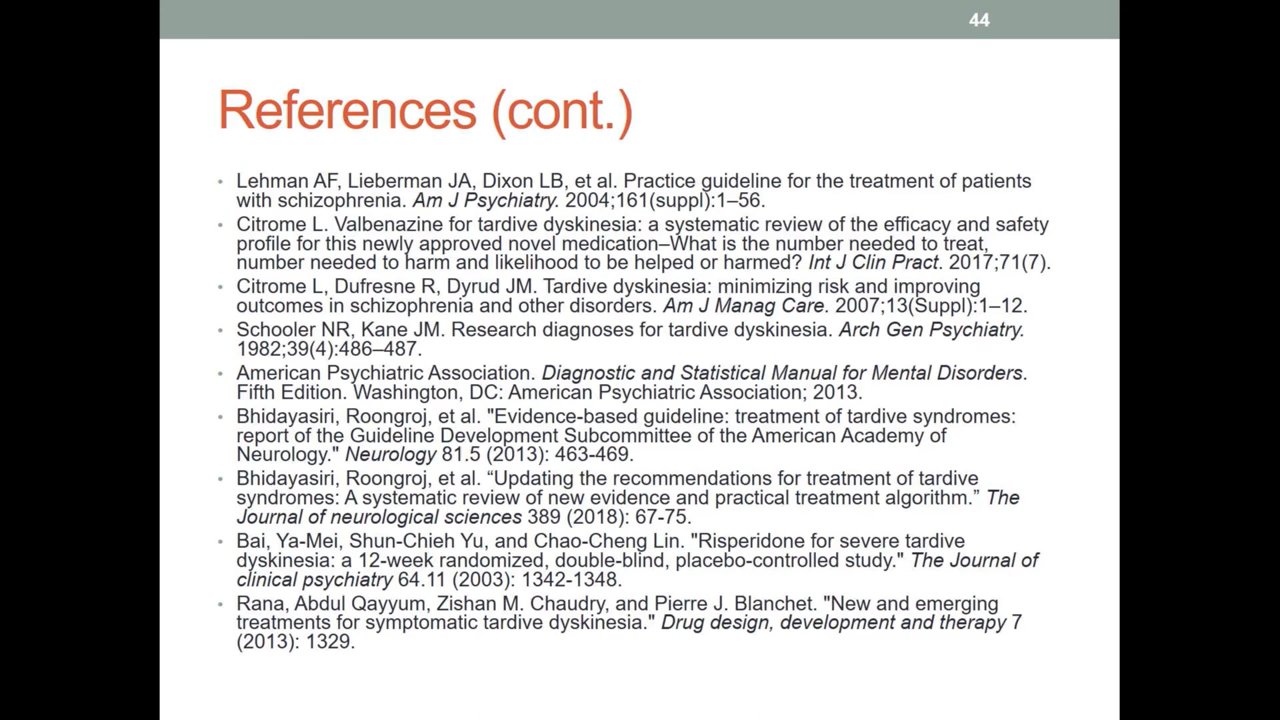 44
References (cont.)
• Lehman AF, Lieberman JA, Dixon LB, et al. Practice guideline for the treatment of patients
with schizophrenia. Am J Psychiatry. 2004;161(suppl):1–56.
• Citrome L. Valbenazine for tardive dyskinesia: a systematic review of the efficacy and safety
profile for this newly approved novel medication–What is the number needed to treat,
number needed to harm and likelihood to be helped or harmed? Int J Clin Pract. 2017;71(7).
• Citrome L, Dufresne R, Dyrud JM. Tardive dyskinesia: minimizing risk and improving
outcomes in schizophrenia and other disorders. Am J Manag Care. 2007;13(Suppl):1–12.
• Schooler NR, Kane JM. Research diagnoses for tardive dyskinesia. Arch Gen Psychiatry.
1982;39(4):486–487.
• American Psychiatric Association. Diagnostic and Statistical Manual for Mental Disorders.
Fifth Edition. Washington, DC: American Psychiatric Association; 2013.
• Bhidayasiri, Roongroj, et al. "Evidence-based guideline: treatment of tardive syndromes:
report of the Guideline Development Subcommittee of the American Academy of
Neurology." Neurology 81.5 (2013): 463-469.
• Bhidayasiri, Roongroj, et al. “Updating the recommendations for treatment of tardive
syndromes: A systematic review of new evidence and practical treatment algorithm.” The
Journal of neurological sciences 389 (2018): 67-75.
• Bai, Ya-Mei, Shun-Chieh Yu, and Chao-Cheng Lin. "Risperidone for severe tardive
dyskinesia: a 12-week randomized, double-blind, placebo-controlled study." The Journal of
clinical psychiatry 64.11 (2003): 1342-1348.
• Rana, Abdul Qayyum, Zishan M. Chaudry, and Pierre J. Blanchet. "New and emerging
treatments for symptomatic tardive dyskinesia." Drug design, development and therapy 7
(2013): 1329.